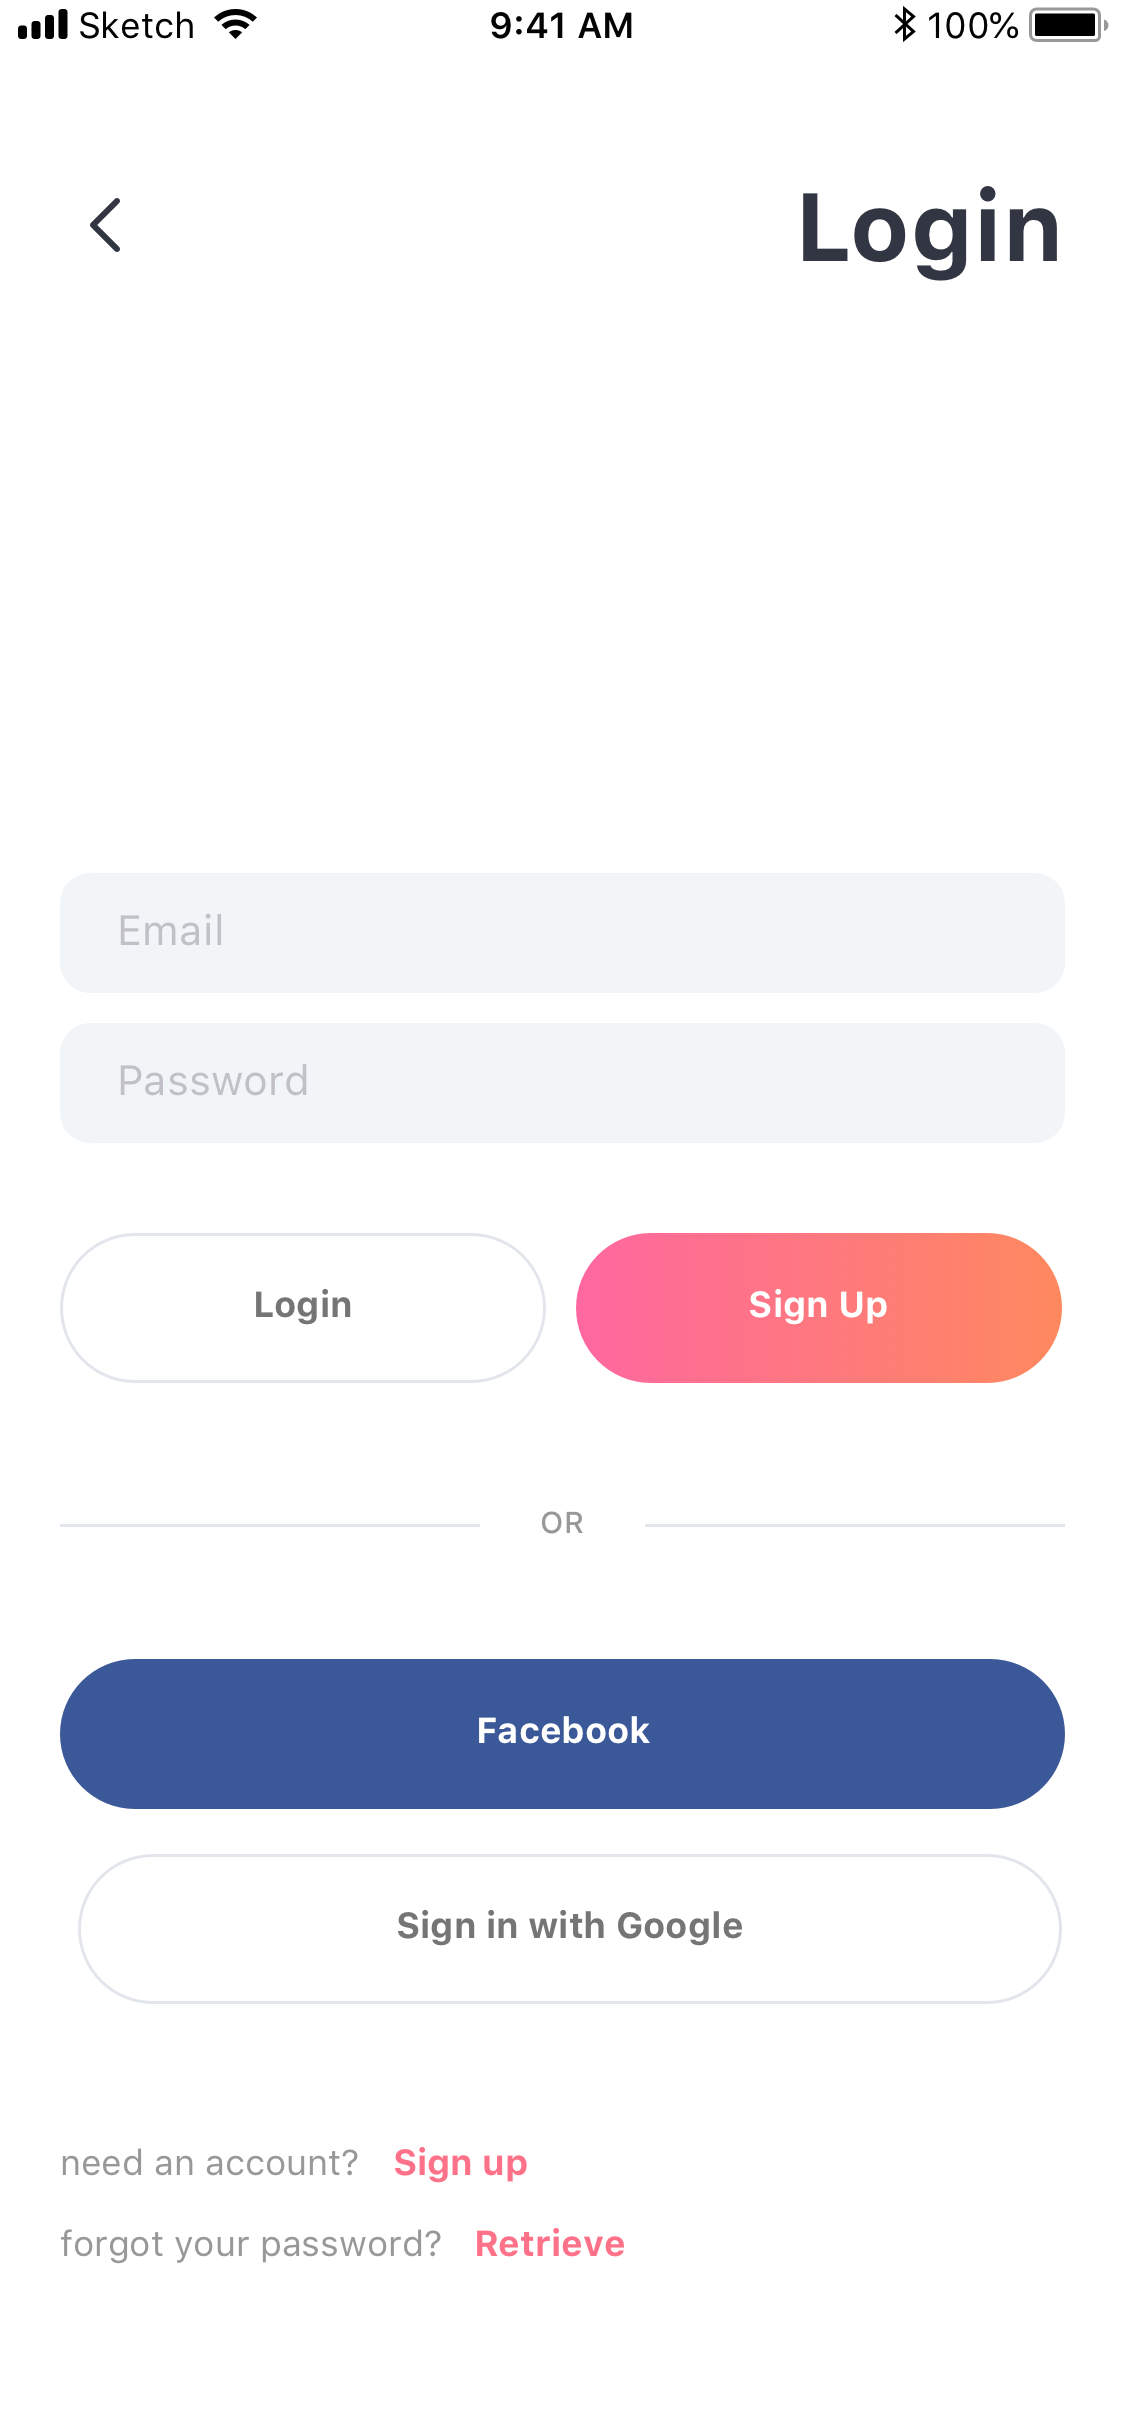 Sketch 9:41 AM 100%
Login
Email
Password
Login Sign Up
OR
Facebook
Sign in with Google
need an account? Sign up
forgot your password? Retrieve